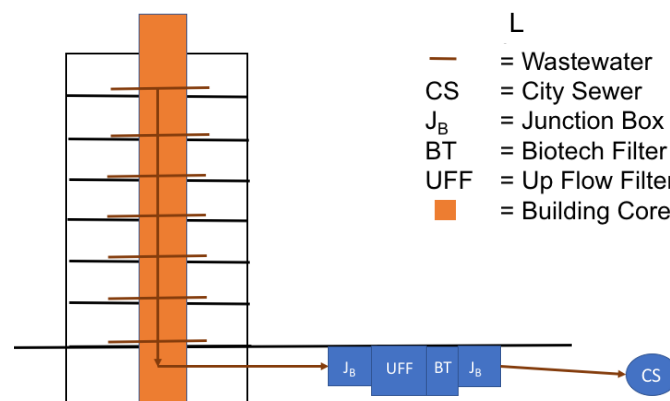 L
= Wastewater
CS = City Sewer
JB = Junction Box
BT = Biotech Filter
UFF = Up Flow Filter
= Building Core
JB UFF BT JB
CS